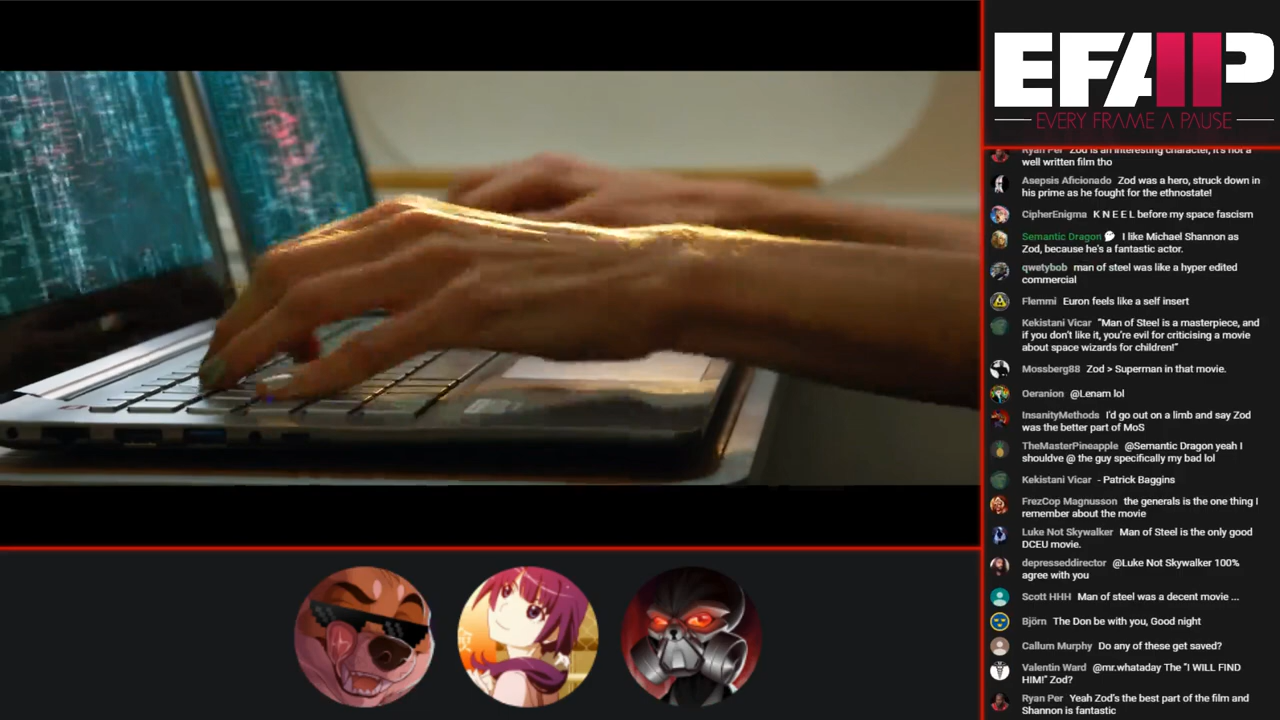 EFAP
EVERY FRAME A PAUSE
Ryan Per Zod is an interesting character, it's not a
well written film tho
Asepsis Aficionado Zod was a hero, struck down in
his prime as he fought for the ethnostate!
CipherEnigma K N E E L before my space fascism
Semantic Dragon I like Michael Shannon as
Zod, because he's a fantastic actor.
qwetybob man of steel was like a hyper edited
commercial
Flemmi Euron feels like a self insert
Kekistani Vicar "Man of Steel is a masterpiece, and
if you don't like it, you're evil for criticising a movie
about space wizards for children!"
Mossberg88 Zod > Superman in that movie.
Oeranion @Lenam lol
InsanityMethods I'd go out on a limb and say Zod
was the better part of MoS
TheMasterPineapple @Semantic Dragon yeah I
shouldve @ the guy specifically my bad lol
Kekistani Vicar - Patrick Baggins
FrezCop Magnusson the generals is the one thing I
remember about the movie
Luke Not Skywalker Man of Steel is the only good
DCEU movie.
depresseddirector @Luke Not Skywalker 100%
agree with you
Scott HHH Man of steel was a decent movie ...
Björn The Don be with you, Good night
Callum Murphy Do any of these get saved?
Valentin Ward @mr.whataday The "I WILL FIND
HIM!" Zod?
Ryan Per Yeah Zod's the best part of the film and
Shannon is fantastic